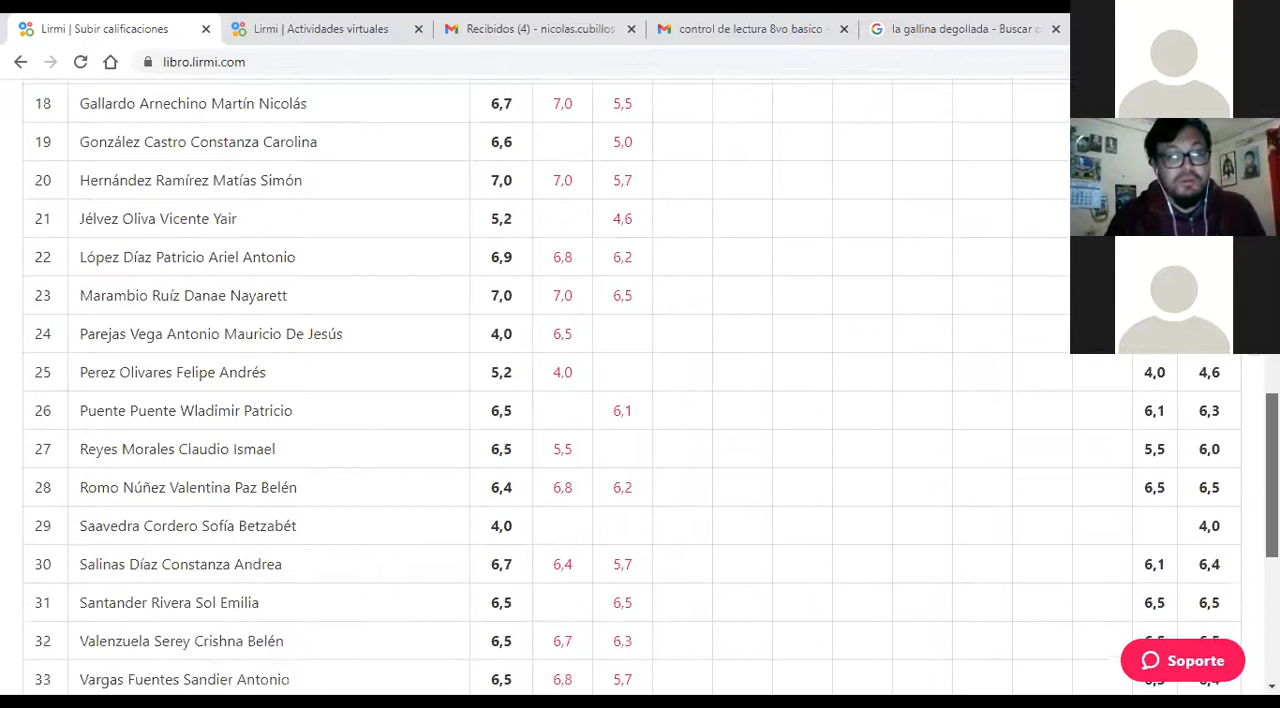 Lirmi | Subir calificaciones Lirmi | Actividades virtuales Recibidos (4) - nicolas.cubillos control de lectura 8vo basico - la gallina degollada - Buscar c
libro.lirmi.com
18 Gallardo Arnechino Martín Nicolás 6,7 7,0 5,5
19 González Castro Constanza Carolina 6,6 5,0
20 Hernández Ramírez Matías Simón 7,0 7,0 5,7
21 Jélvez Oliva Vicente Yair 5,2 4,6
22 López Díaz Patricio Ariel Antonio 6,9 6,8 6,2
23 Marambio Ruíz Danae Nayarett 7,0 7,0 6,5
24 Parejas Vega Antonio Mauricio De Jesús 4,0 6,5
25 Perez Olivares Felipe Andrés 5,2 4,0 4,0 4,6
26 Puente Puente Wladimir Patricio 6,5 6,1 6,1 6,3
27 Reyes Morales Claudio Ismael 6,5 5,5 5,5 6,0
28 Romo Núñez Valentina Paz Belén 6,4 6,8 6,2 6,5 6,5
29 Saavedra Cordero Sofía Betzabét 4,0 4,0
30 Salinas Díaz Constanza Andrea 6,7 6,4 5,7 6,1 6,4
31 Santander Rivera Sol Emilia 6,5 6,5 6,5 6,5
32 Valenzuela Serey Crishna Belén 6,5 6,7 6,3
33 Vargas Fuentes Sandier Antonio 6,5 6,8 5,7
Soporte